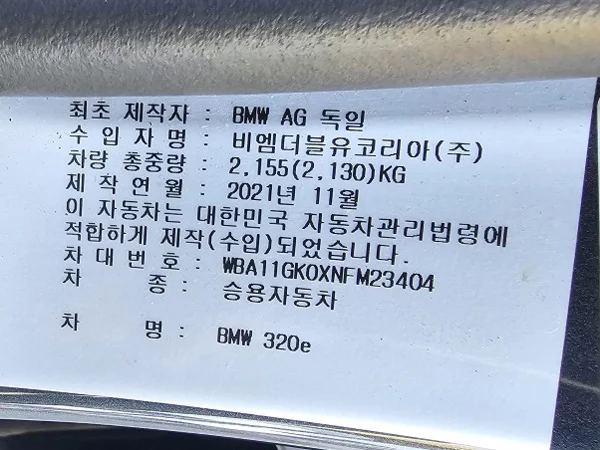 최초 제작자 : BMW AG 독일
수 입 자 명 : 비엠더블유코리아(주)
차량 총중량 : 2,155(2,130)KG
제 작 연 월 : 2021년 11월
이 자동차는 대한민국 자동차관리법령에
적합하게 제작(수입)되었습니다.
차 대 번 호 : WBA11GK0XNFM23404
차 종 : 승용자동차
차 명 : BMW 320e